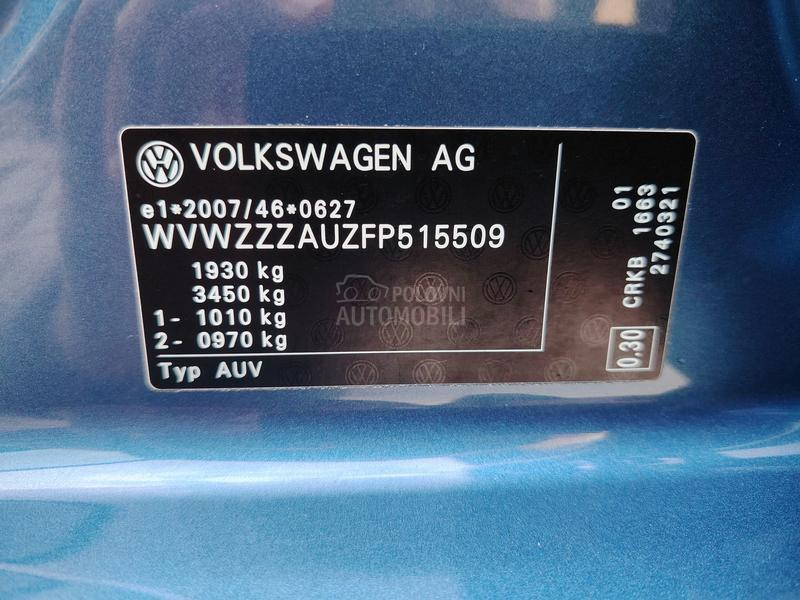 VOLKSWAGEN AG
e1*2007/46*0627
WVWZZZAUZFP515509
1930 kg
3450 kg
1- 1010 kg
2- 0970 kg
Typ AUV
01
CRKB 1663
2740321
0.30
POLOVNI
AUTOMOBILI